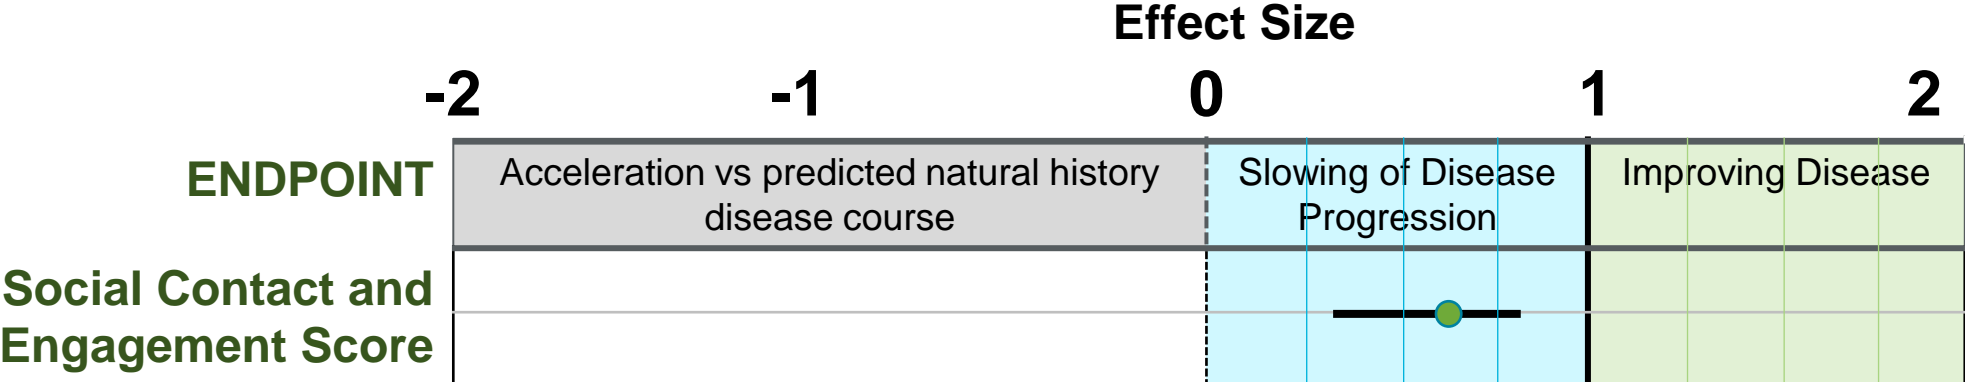 Effect Size
-2 -1 0 1 2
ENDPOINT
Acceleration vs predicted natural history
disease course
Slowing of Disease
Progression
Improving Disease
Social Contact and
Engagement Score